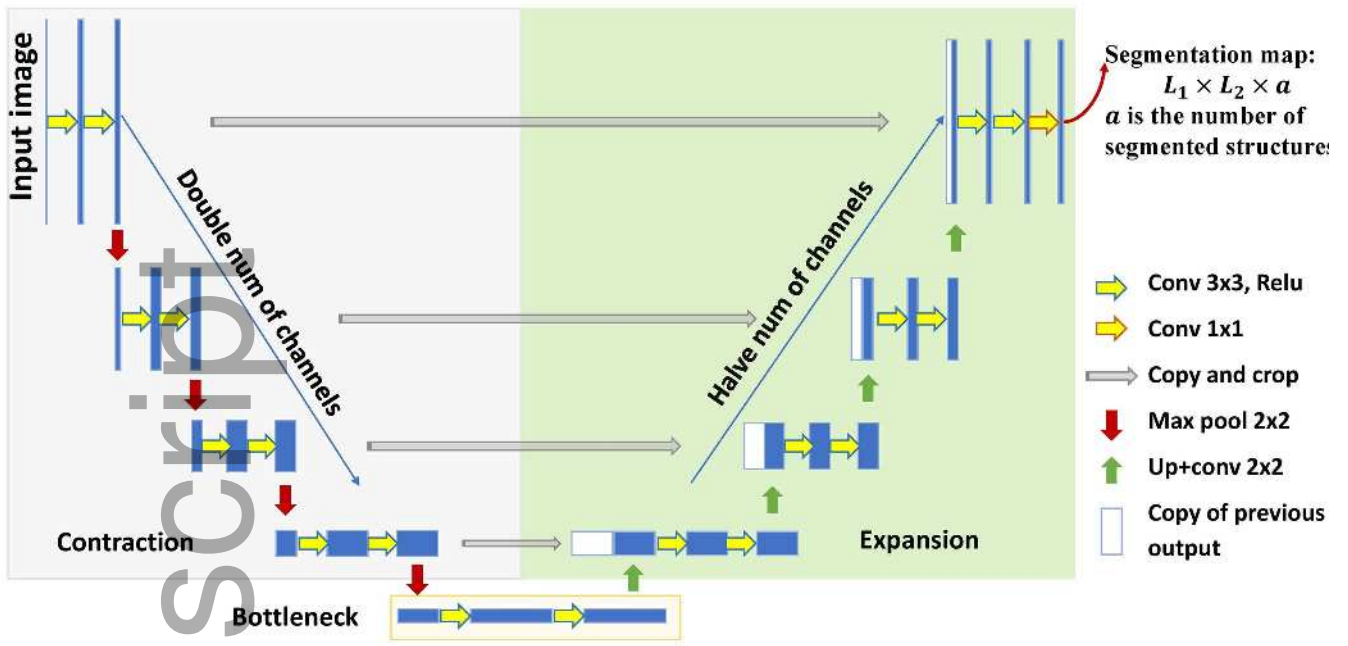 Input image
Double num of channels
Halve num of channels
Segmentation map:
L₁ × L₂ × a
a is the number of
segmented structures
Conv 3x3, Relu
Conv 1x1
Copy and crop
Max pool 2x2
Up+conv 2x2
Copy of previous
output
Contraction
Expansion
Bottleneck
script